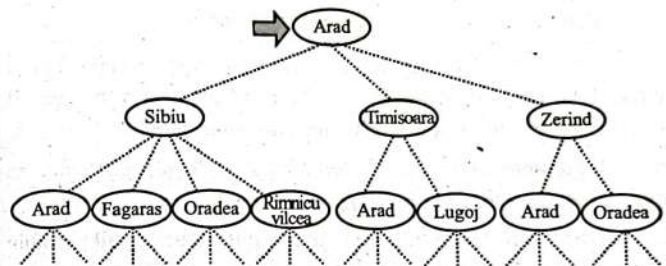 Arad
Sibiu
Timisoara
Zerind
Arad
Fagaras
Oradea
Rimnicu
vilcea
Arad
Lugoj
Arad
Oradea